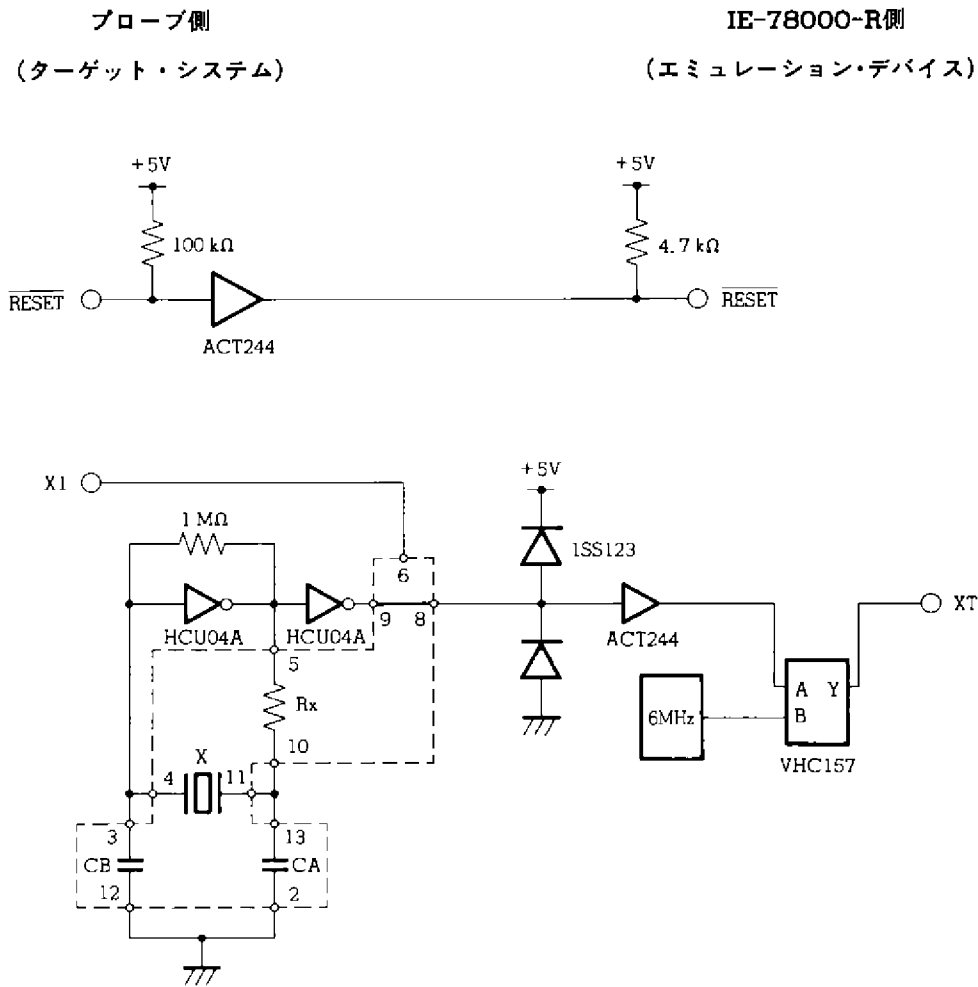 プローブ側
IE-78000-R側
(ターゲット・システム)
(エミュレーション・デバイス)
+5V
+5V
100 kΩ
4.7 kΩ
RESET
RESET
ACT244
X1
+5V
1 MΩ
1SS123
6
9
8
XT
HCU04A
HCU04A
ACT244
5
A
Y
Rx
6MHz
B
10
VHC157
X
4
11
3
13
CB
CA
12
2